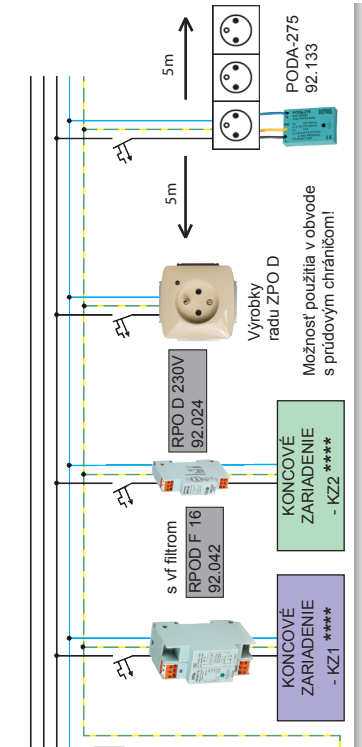 5m
5m
PODA-275
92.133
Výrobky
radu ZPO D
Možnosť použitia v obvode
s prúdovým chráničom!
RPO D 230V
92.024
KONCOVÉ
ZARIADENIE
- KZ2 ****
s vf filtrom
RPOD F 16
92.042
KONCOVÉ
ZARIADENIE
- KZ1 ****